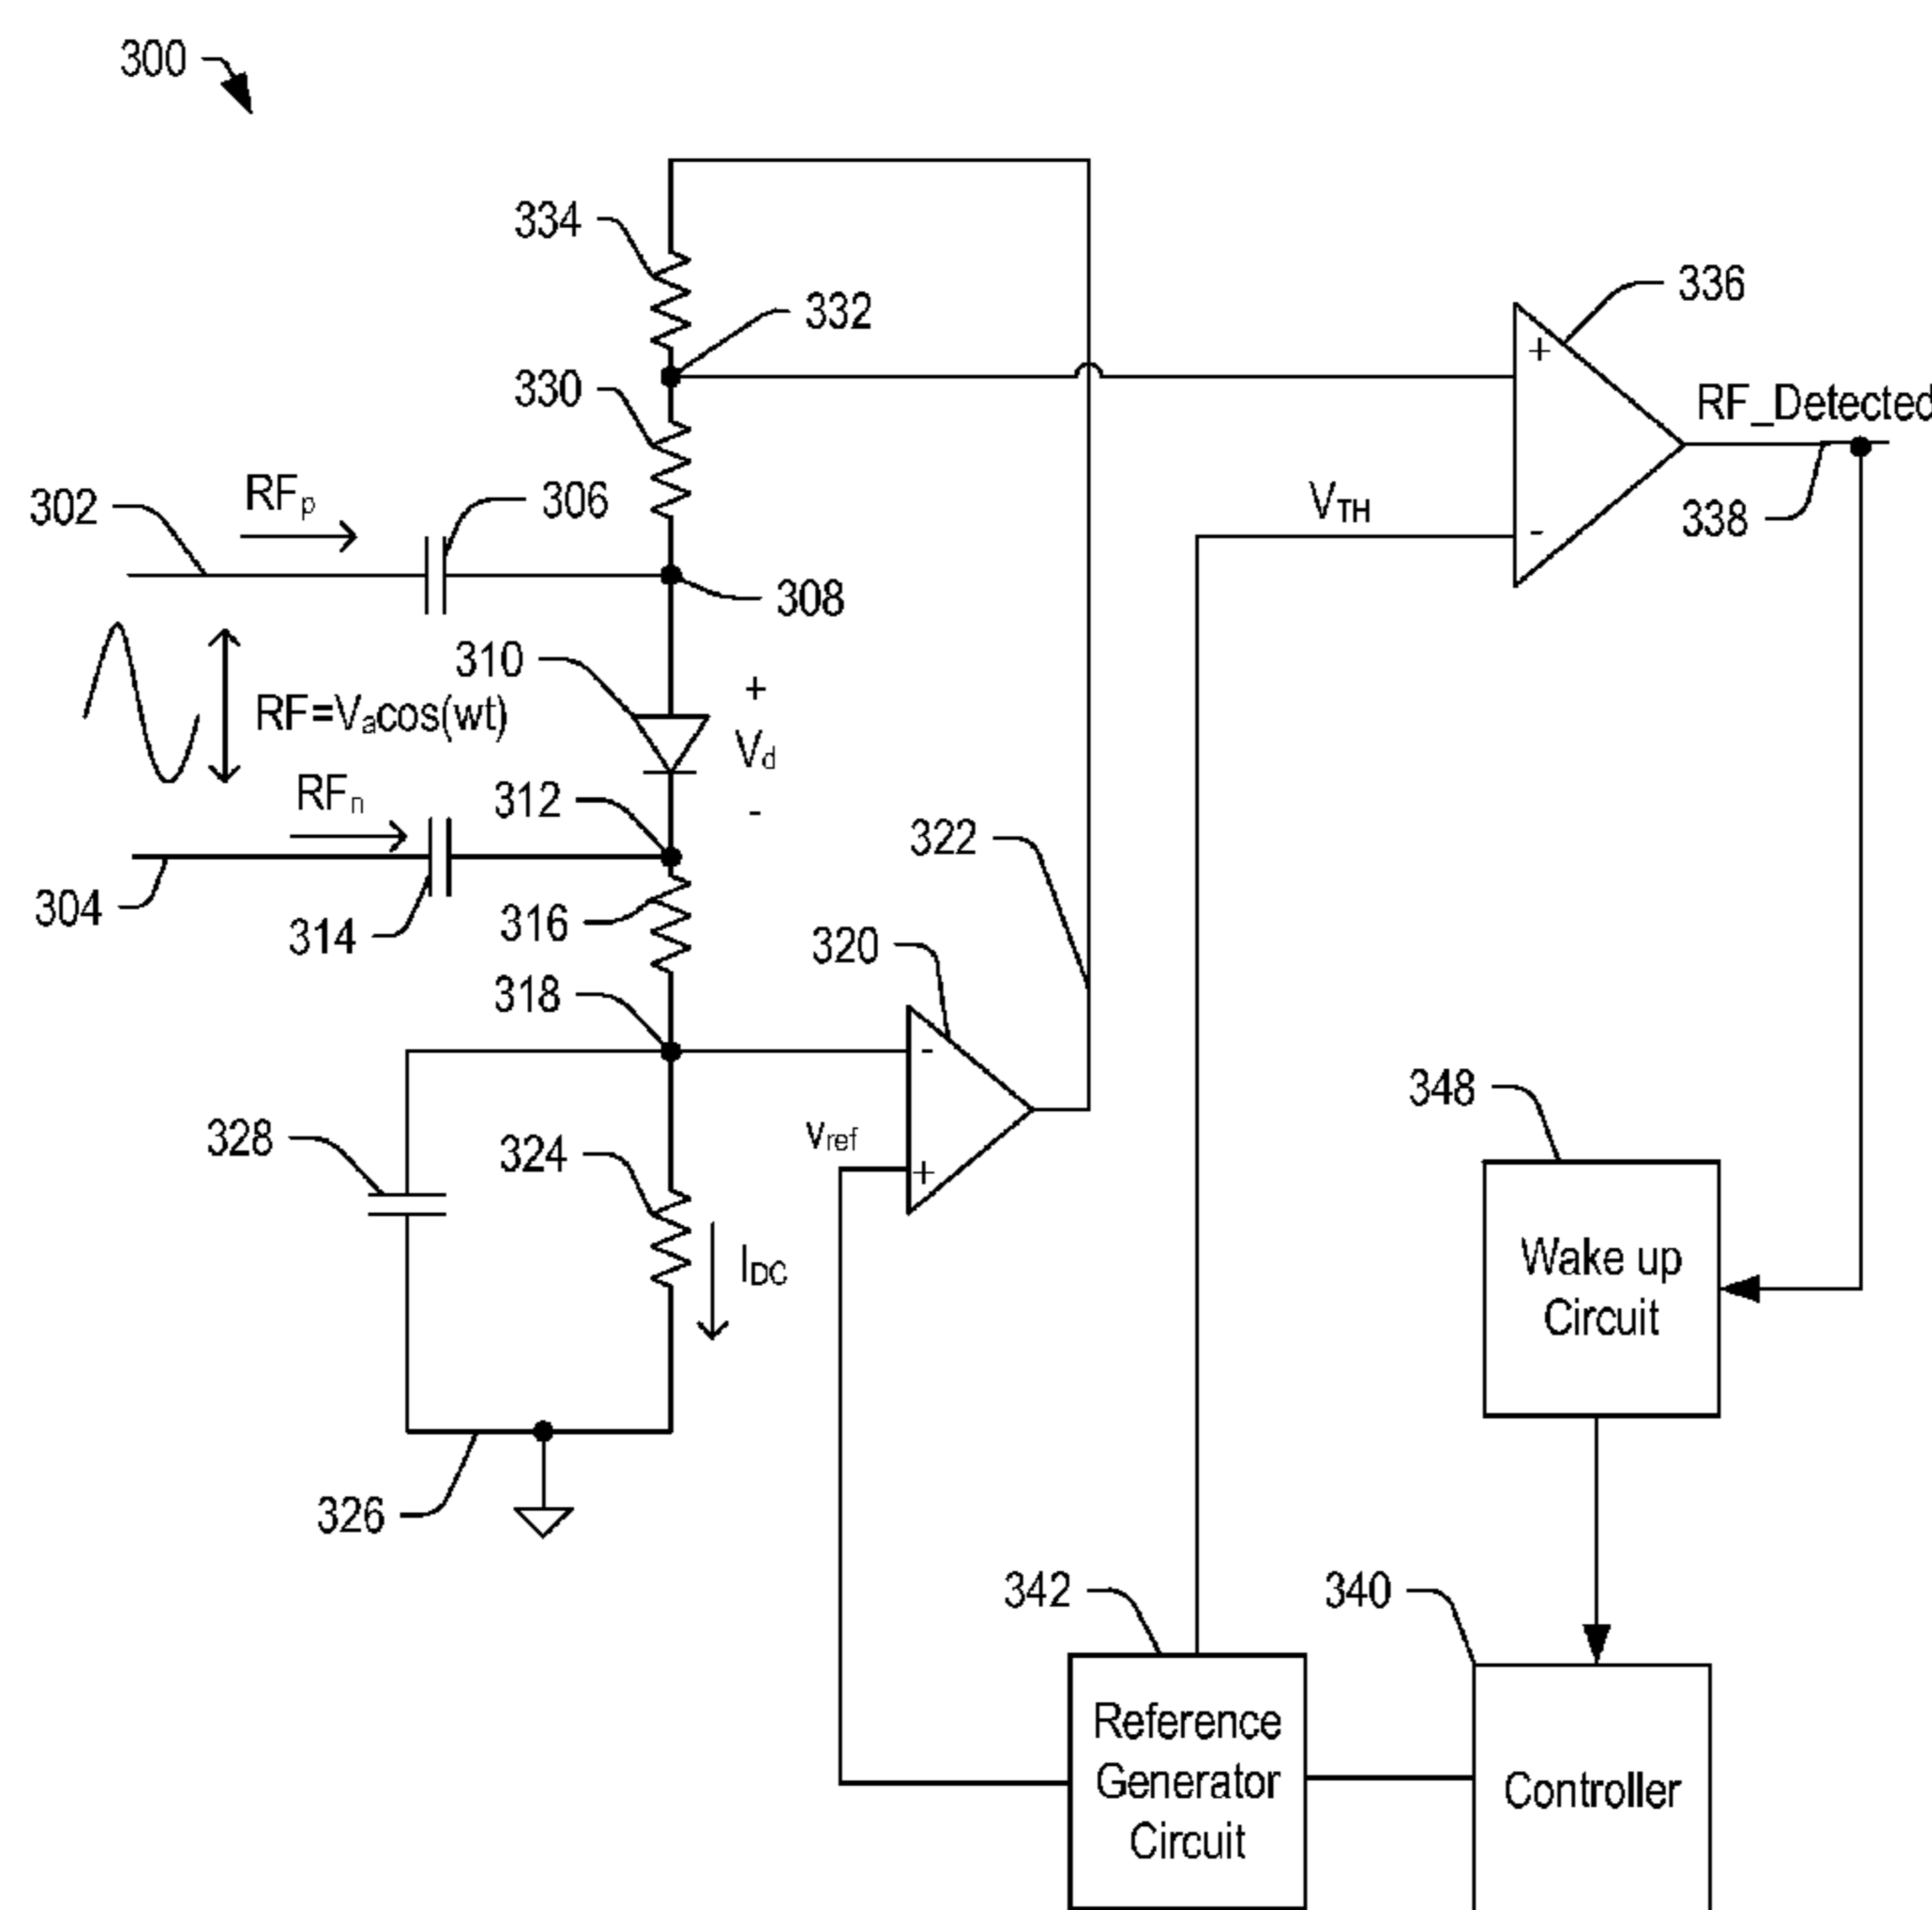 300
334
332
336
330
RF_Detected
RFp
302
306
VTH
338
308
310
+
Vd
-
RF=Vacos(wt)
RFn
312
322
304
314
316
320
318
348
328
324
vref
IDC
Wake up
Circuit
326
342
340
Reference
Generator
Circuit
Controller
+
-
-
+